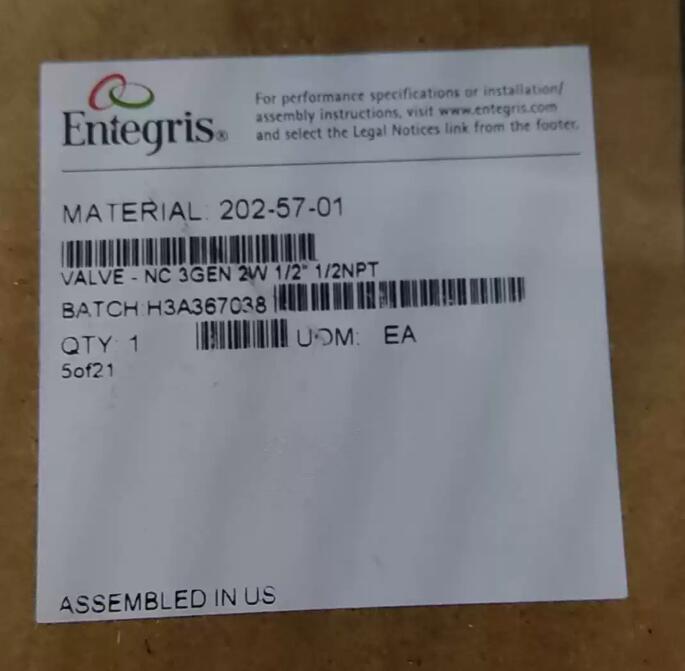 Entegris®
For performance specifications or installation/
assembly instructions, visit www.entegris.com
and select the Legal Notices link from the footer.
MATERIAL: 202-57-01
VALVE - NC 3GEN 2W 1/2" 1/2NPT
BATCH:H3A367038
QTY: 1 UOM: EA
5of21
ASSEMBLED IN US